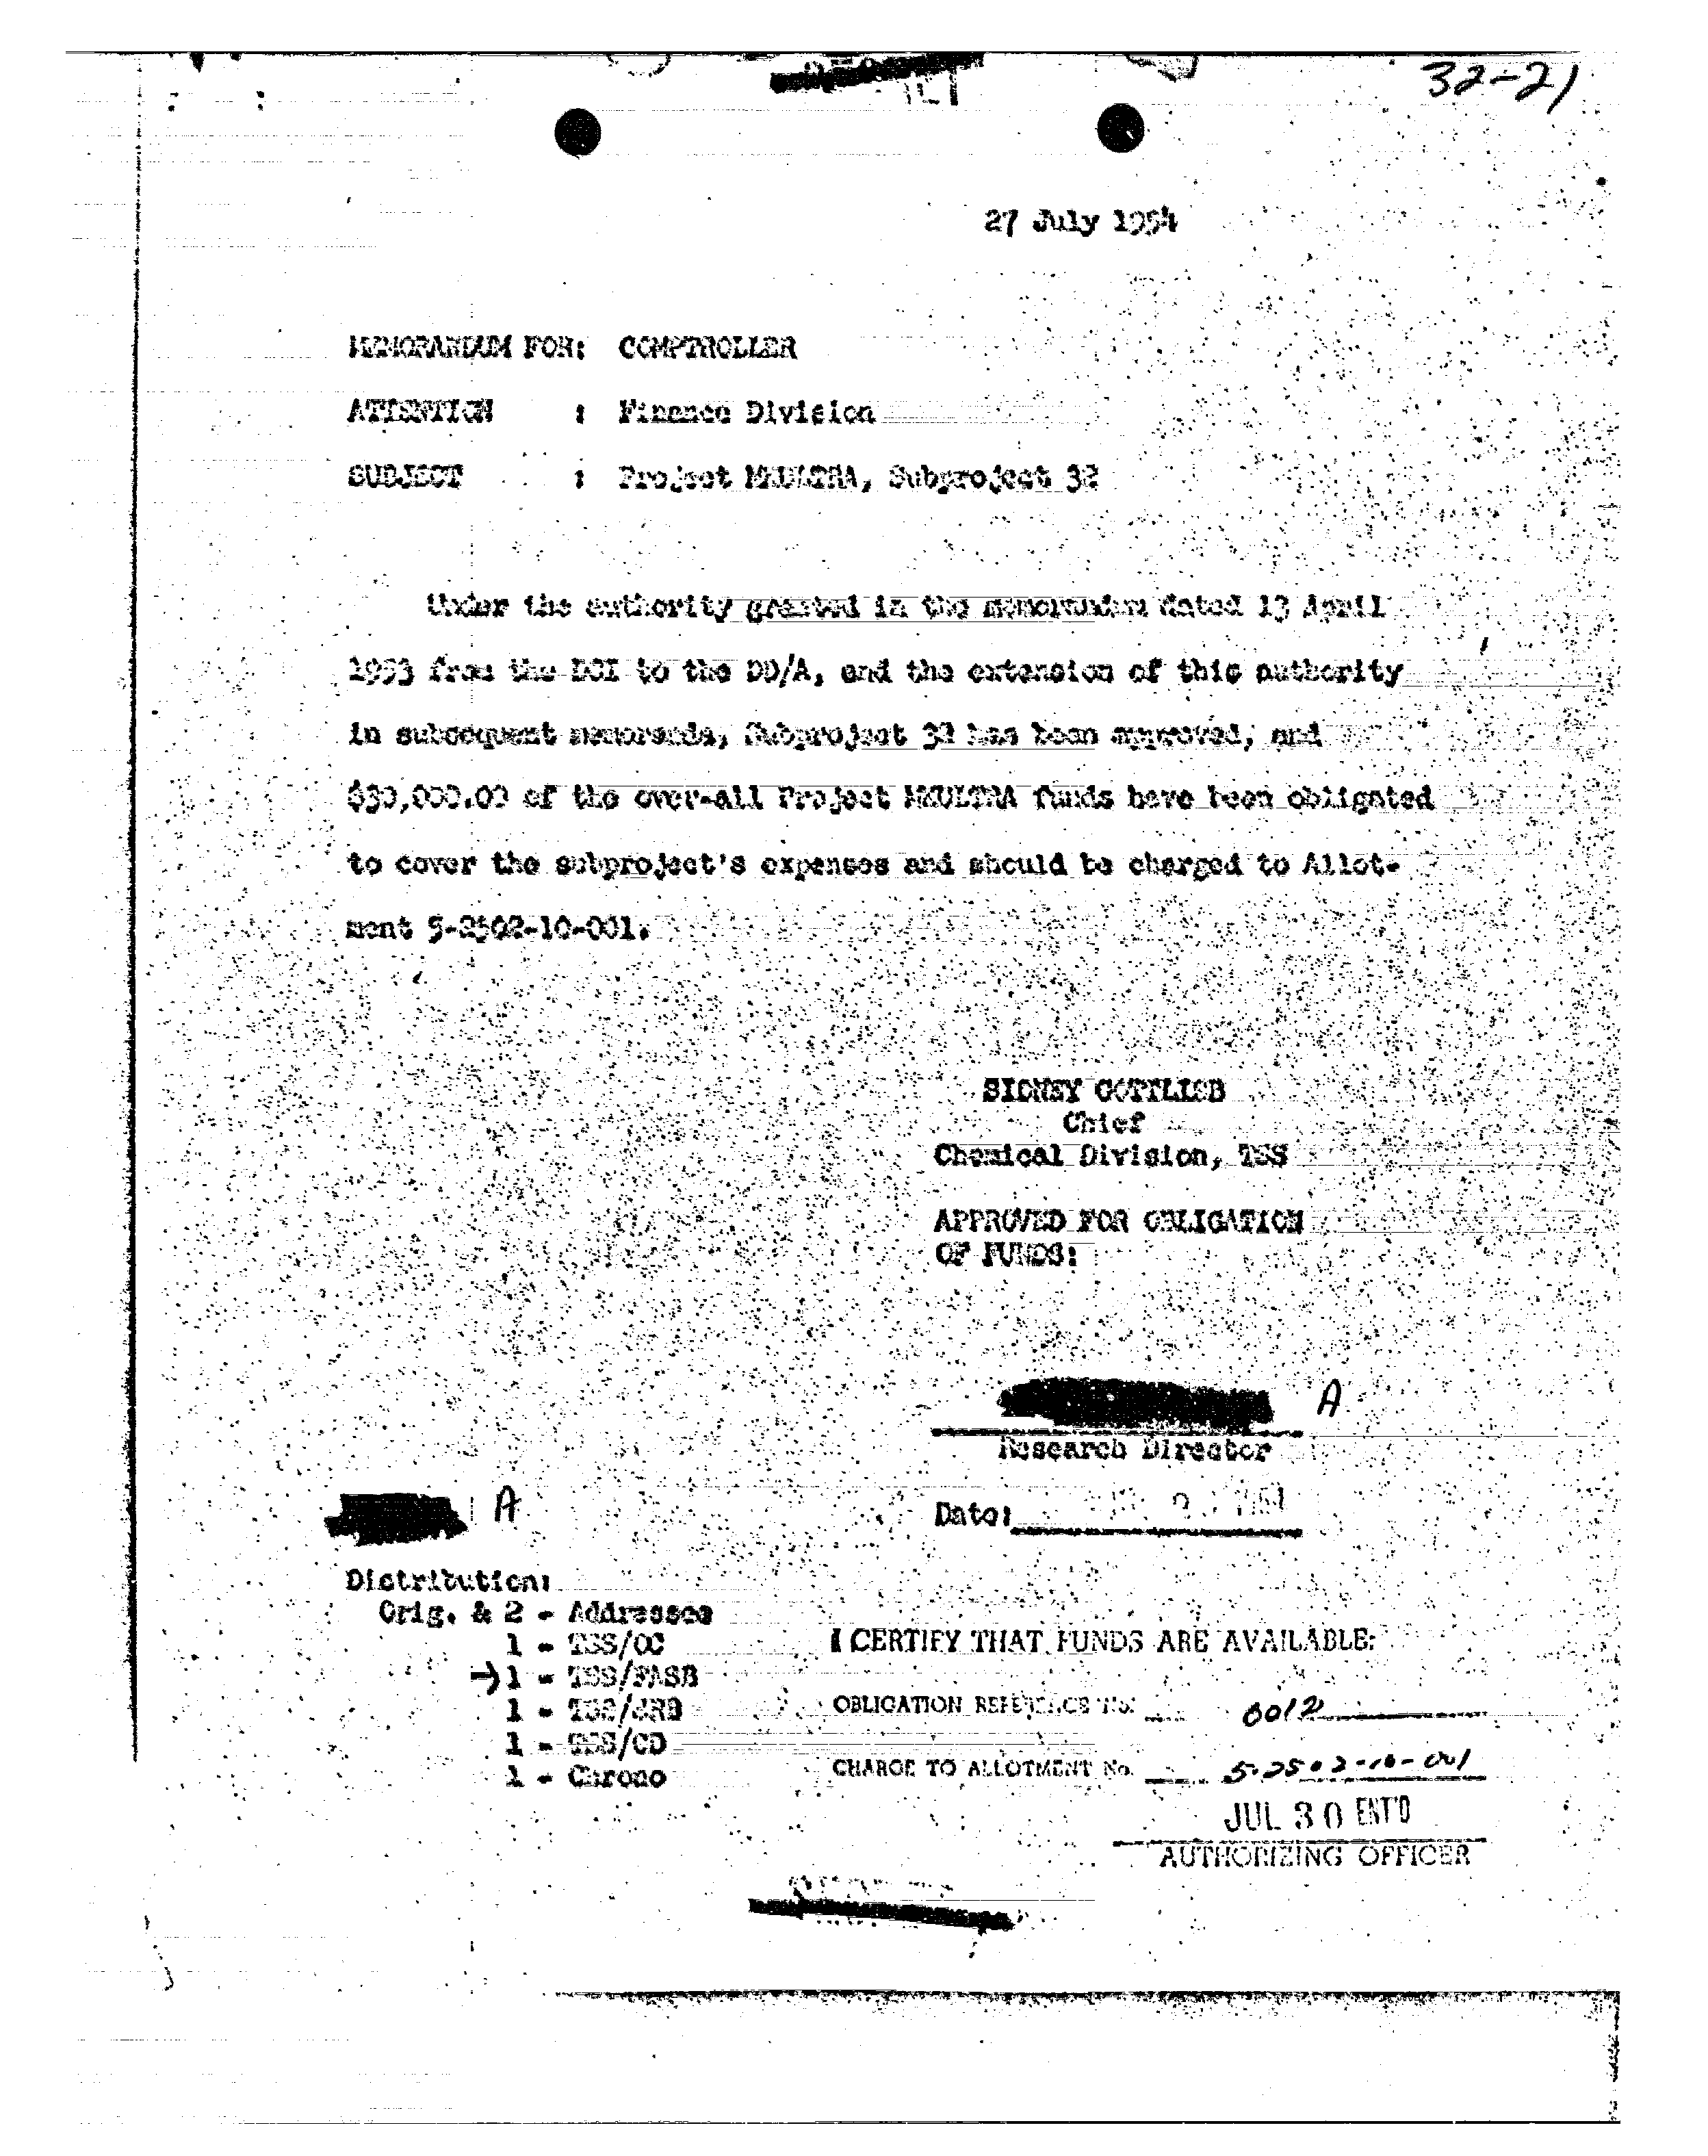 32-21
27 July 1954
MEMORANDUM FOR: COMPTROLLER
ATTENTION : Finance Division
SUBJECT : Project MKULTRA, Subproject 32
Under the authority granted in the memorandum dated 13 April
1953 from the DCI to the DD/A, and the extension of this authority
in subsequent memoranda, Subproject 32 has been approved, and
$30,000.00 of the over-all Project MKULTRA funds have been obligated
to cover the subproject's expenses and should be charged to Allot-
ment 5-2502-10-001.
SIDNEY GOTTLIEB
Chief
Chemical Division, TSS
APPROVED FOR OBLIGATION
OF FUNDS:
A
Research Director
A
Date:
Distribution:
Orig. & 2 - Addressee
1 - TSS/OC
→1 - TSS/FASB
1 - TSS/
1 - TSS/CD
1 - Chrono
I CERTIFY THAT FUNDS ARE AVAILABLE:
OBLIGATION REFERENCE No. 6012
CHARGE TO ALLOTMENT No. 5-2502-10-001
JUL 30 ENT'D
AUTHORIZING OFFICER